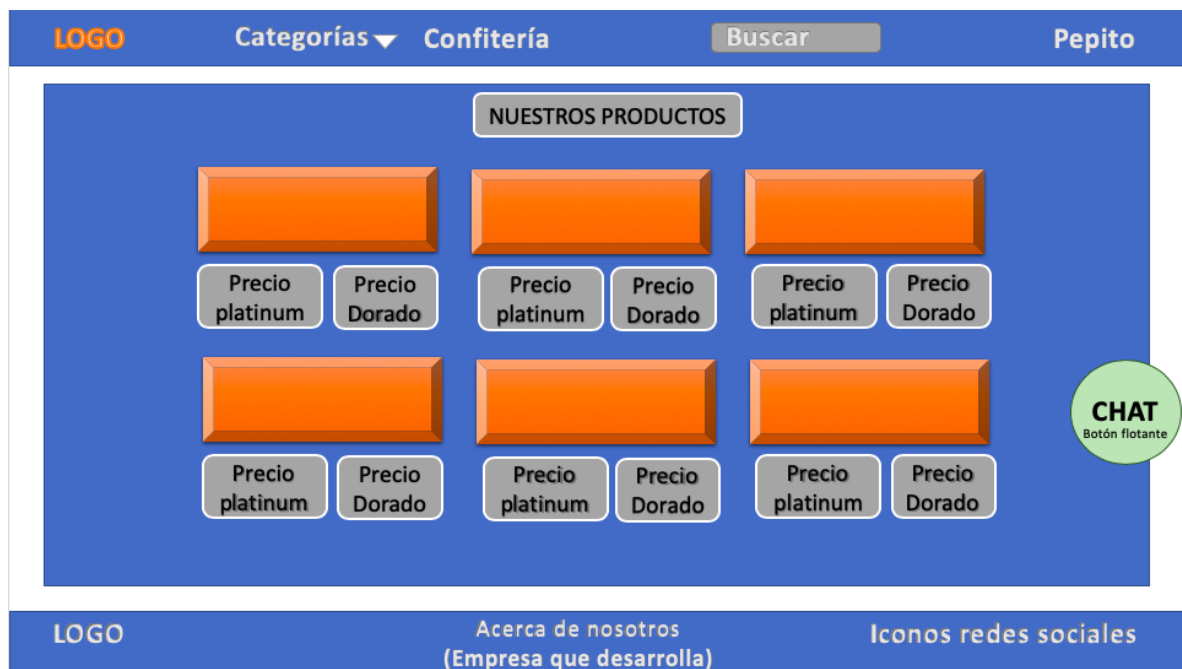 LOGO
Categorías
Confitería
Buscar
Pepito
NUESTROS PRODUCTOS
Precio
platinum
Precio
Dorado
Precio
platinum
Precio
Dorado
Precio
platinum
Precio
Dorado
Precio
platinum
Precio
Dorado
Precio
platinum
Precio
Dorado
Precio
platinum
Precio
Dorado
CHAT
Botón flotante
LOGO
Acerca de nosotros
(Empresa que desarrolla)
Iconos redes sociales